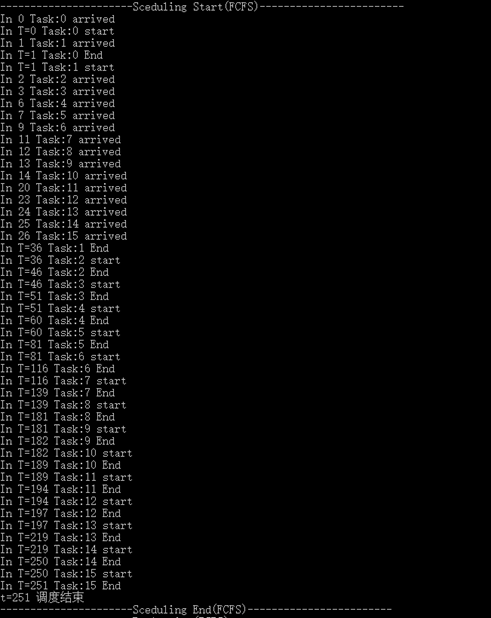 ----------------------Sceduling Start(FCFS)------------------------
In 0 Task:0 arrived
In T=0 Task:0 start
In 1 Task:1 arrived
In T=1 Task:0 End
In T=1 Task:1 start
In 2 Task:2 arrived
In 3 Task:3 arrived
In 6 Task:4 arrived
In 7 Task:5 arrived
In 9 Task:6 arrived
In 11 Task:7 arrived
In 12 Task:8 arrived
In 13 Task:9 arrived
In 14 Task:10 arrived
In 20 Task:11 arrived
In 23 Task:12 arrived
In 24 Task:13 arrived
In 25 Task:14 arrived
In 26 Task:15 arrived
In T=36 Task:1 End
In T=36 Task:2 start
In T=46 Task:2 End
In T=46 Task:3 start
In T=51 Task:3 End
In T=51 Task:4 start
In T=60 Task:4 End
In T=60 Task:5 start
In T=81 Task:5 End
In T=81 Task:6 start
In T=116 Task:6 End
In T=116 Task:7 start
In T=139 Task:7 End
In T=139 Task:8 start
In T=181 Task:8 End
In T=181 Task:9 start
In T=182 Task:9 End
In T=182 Task:10 start
In T=189 Task:10 End
In T=189 Task:11 start
In T=194 Task:11 End
In T=194 Task:12 start
In T=197 Task:12 End
In T=197 Task:13 start
In T=219 Task:13 End
In T=219 Task:14 start
In T=250 Task:14 End
In T=250 Task:15 start
In T=251 Task:15 End
t=251 调度结束
----------------------Sceduling End(FCFS)------------------------